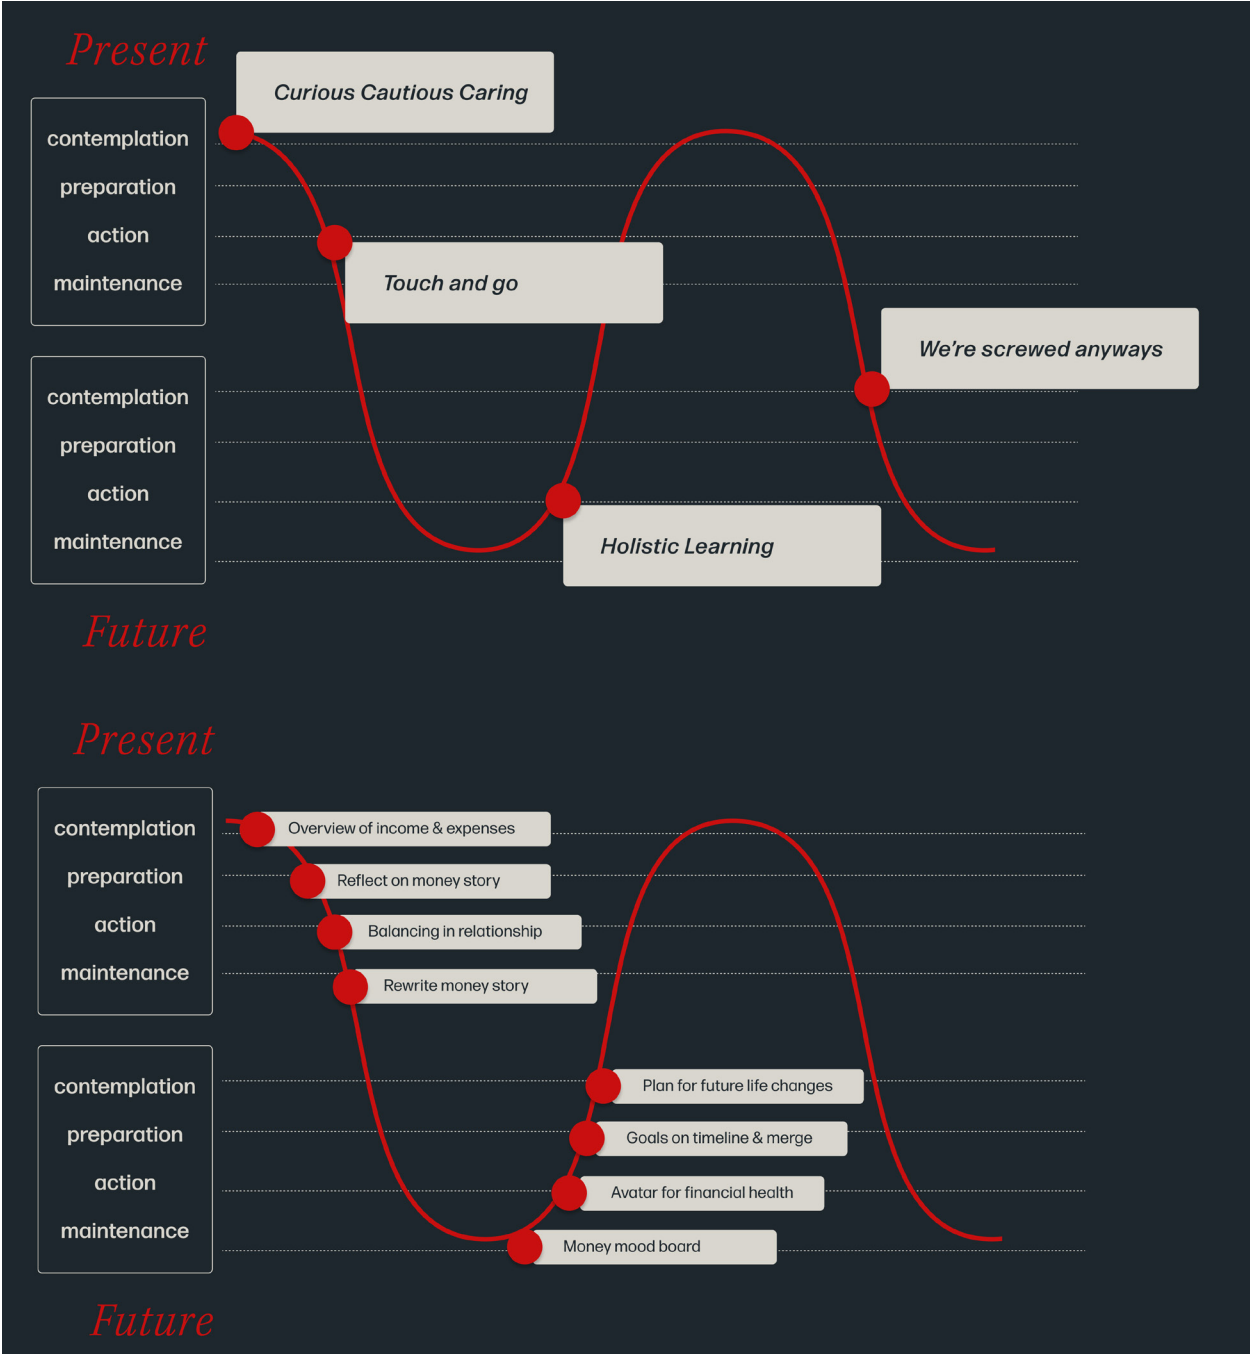 Present
Curious Cautious Caring
contemplation
preparation
action
maintenance
Touch and go
We're screwed anyways
contemplation
preparation
action
maintenance
Holistic Learning
Future
Present
contemplation
preparation
action
maintenance
Overview of income & expenses
Reflect on money story
Balancing in relationship
Rewrite money story
contemplation
preparation
action
maintenance
Plan for future life changes
Goals on timeline & merge
Avatar for financial health
Money mood board
Future